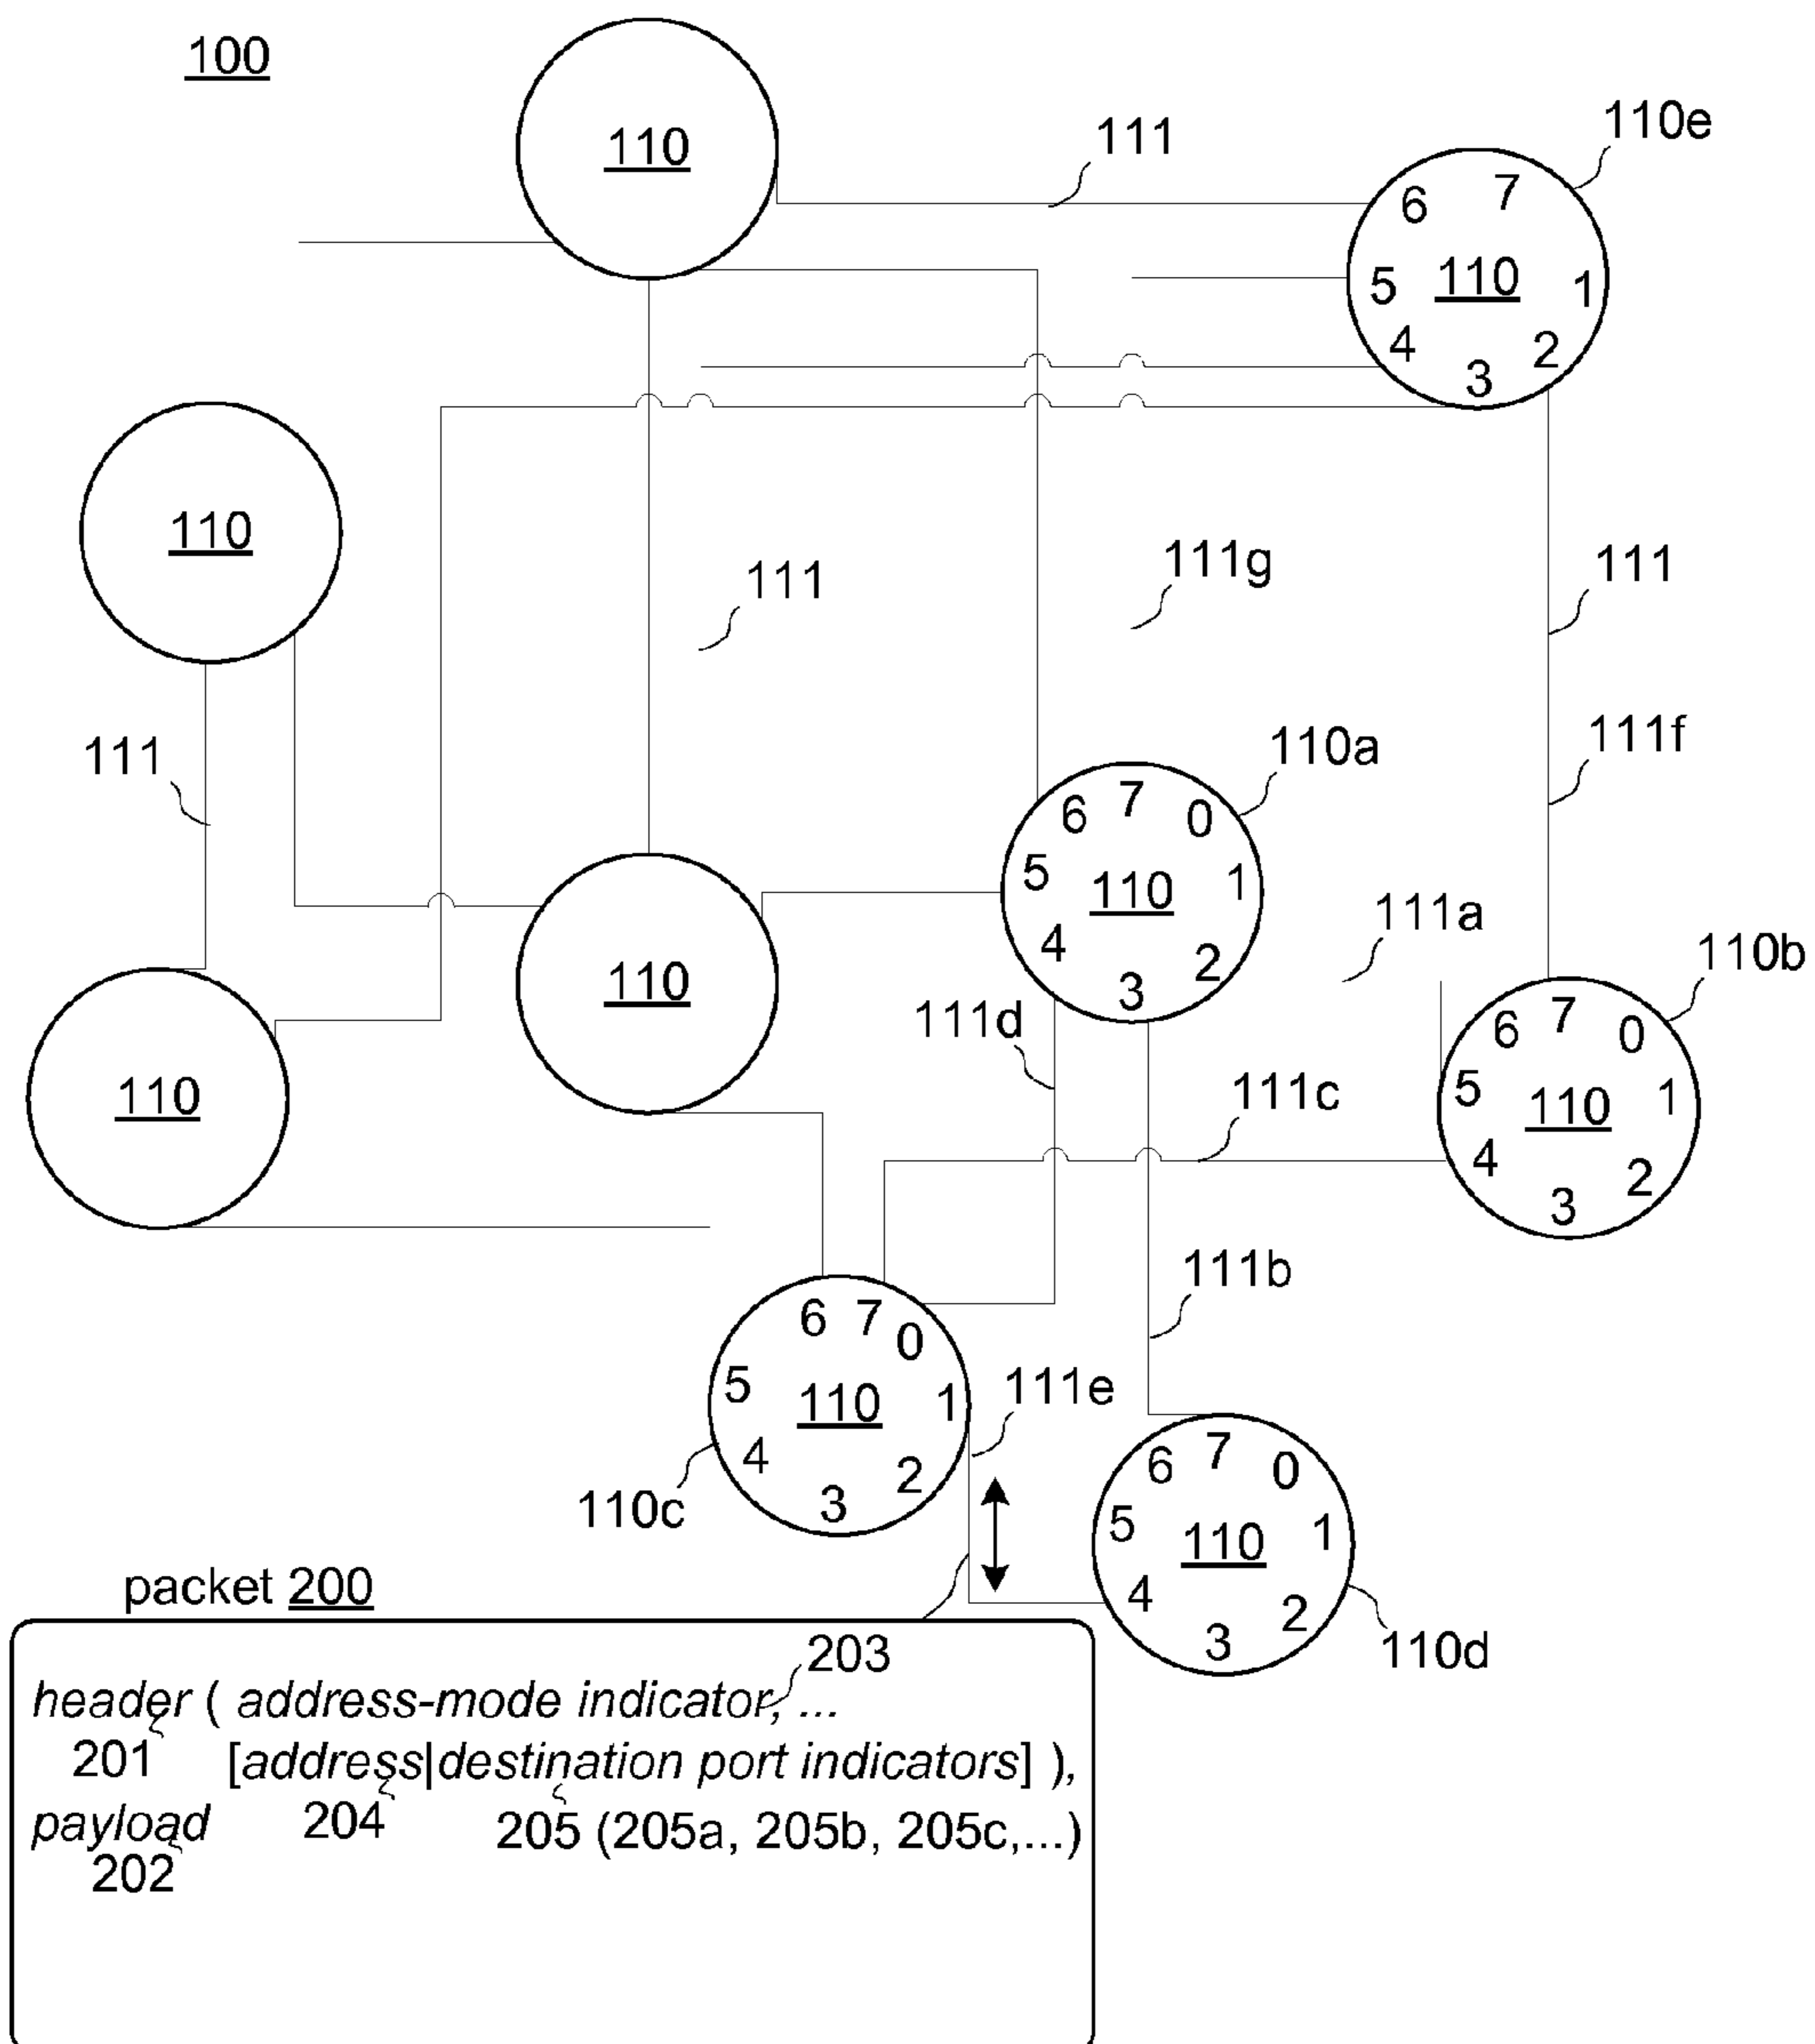 100
110
111
110e
6 7
5 110 1
4 2
3
110
111
111g
111
111
111f
110a
7
6 0
5 110 1
4 2
3
111a
110b
110
110
111d
7
6 0
5 110 1
4 2
3
111c
111b
6 7
0
5 110 1
4 2
3
111e
110c
7
6 0
5 110 1
4 2
3
110d
packet 200
203
header ( address-mode indicator, ...
201 [address|destination port indicators] ),
payload 204 205 (205a, 205b, 205c,...)
202